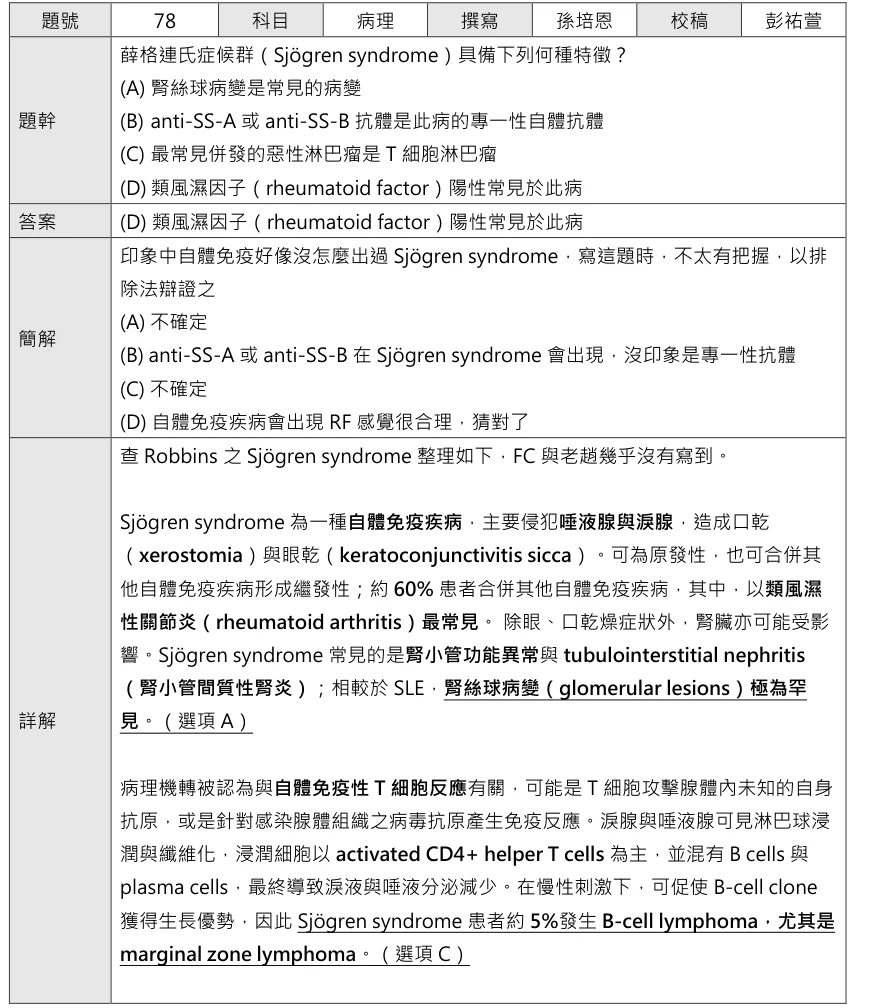 題號 78 科目 病理 撰寫 孫培恩 校稿 彭祐萱
題幹
薛格連氏症候群（Sjögren syndrome）具備下列何種特徵？
(A) 腎絲球病變是常見的病變
(B) anti-SS-A 或 anti-SS-B 抗體是此病的專一性自體抗體
(C) 最常見併發的惡性淋巴瘤是 T 細胞淋巴瘤
(D) 類風濕因子（rheumatoid factor）陽性常見於此病
答案
(D) 類風濕因子（rheumatoid factor）陽性常見於此病
簡解
印象中自體免疫好像沒怎麼出過 Sjögren syndrome，寫這題時，不太有把握，以排
除法辯證之
(A) 不確定
(B) anti-SS-A 或 anti-SS-B 在 Sjögren syndrome 會出現，沒印象是專一性抗體
(C) 不確定
(D) 自體免疫疾病會出現 RF 感覺很合理，猜對了
詳解
查 Robbins 之 Sjögren syndrome 整理如下，FC 與老趙幾乎沒有寫到。
Sjögren syndrome 為一種自體免疫疾病，主要侵犯唾液腺與淚腺，造成口乾
（xerostomia）與眼乾（keratoconjunctivitis sicca）。可為原發性，也可合併其
他自體免疫疾病形成繼發性；約 60% 患者合併其他自體免疫疾病，其中，以類風濕
性關節炎（rheumatoid arthritis）最常見。 除眼、口乾燥症狀外，腎臟亦可能受影
響。Sjögren syndrome 常見的是腎小管功能異常與 tubulointerstitial nephritis
（腎小管間質性腎炎）；相較於 SLE，腎絲球病變（glomerular lesions）極為罕
見。（選項 A）
病理機轉被認為與自體免疫性 T 細胞反應有關，可能是 T 細胞攻擊腺體內未知的自身
抗原，或是針對感染腺體組織之病毒抗原產生免疫反應。淚腺與唾液腺可見淋巴球浸
潤與纖維化，浸潤細胞以 activated CD4+ helper T cells 為主，並混有 B cells 與
plasma cells，最終導致淚液與唾液分泌減少。在慢性刺激下，可促使 B-cell clone
獲得生長優勢，因此 Sjögren syndrome 患者約 5%發生 B-cell lymphoma，尤其是
marginal zone lymphoma。（選項 C）